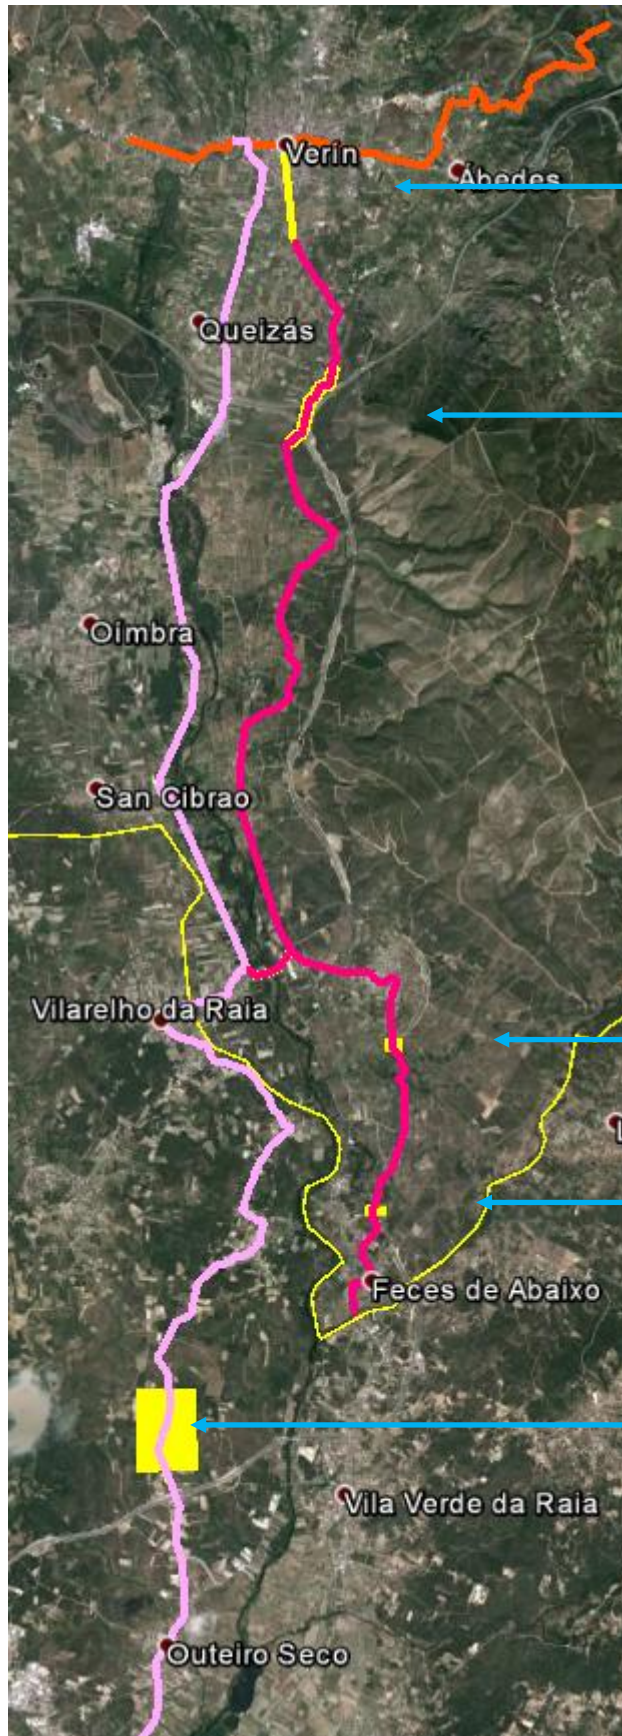 Verín
Ábedes
Queizás
Oímbra
San Cibrao
Vilarelho da Raia
Feces de Abaixo
Vila Verde da Raia
Outeiro Seco